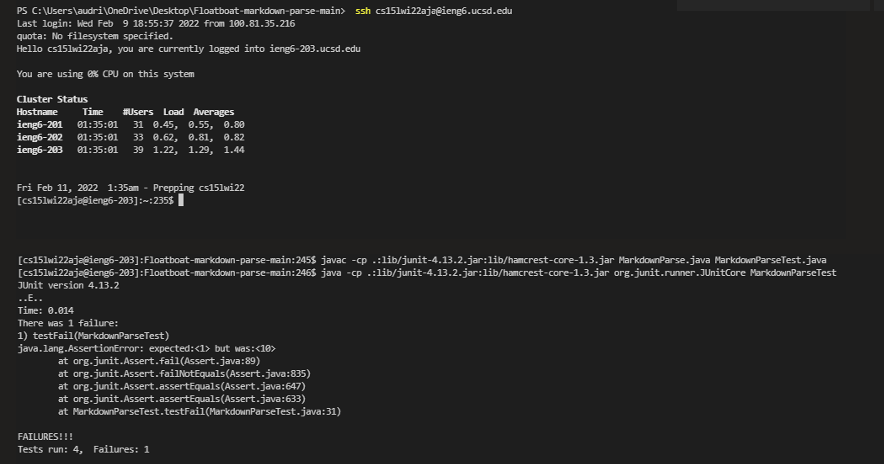 PS C:\Users\audri\OneDrive\Desktop\Floatboat-markdown-parse-main> ssh cs15lwi22aja@ieng6.ucsd.edu
Last login: Wed Feb  9 18:55:37 2022 from 100.81.35.216
quota: No filesystem specified.
Hello cs15lwi22aja, you are currently logged into ieng6-203.ucsd.edu
You are using 0% CPU on this system
Cluster Status
Hostname     Time    #Users  Load  Averages
ieng6-201   01:35:01   31  0.45,  0.55,  0.80
ieng6-202   01:35:01   33  0.62,  0.81,  0.82
ieng6-203   01:35:01   39  1.22,  1.29,  1.44
Fri Feb 11, 2022  1:35am - Prepping cs15lwi22
[cs15lwi22aja@ieng6-203]:~:235$
[cs15lwi22aja@ieng6-203]:Floatboat-markdown-parse-main:245$ javac -cp .:lib/junit-4.13.2.jar:lib/hamcrest-core-1.3.jar MarkdownParse.java MarkdownParseTest.java
[cs15lwi22aja@ieng6-203]:Floatboat-markdown-parse-main:246$ java -cp .:lib/junit-4.13.2.jar:lib/hamcrest-core-1.3.jar org.junit.runner.JUnitCore MarkdownParseTest
JUnit version 4.13.2
..E..
Time: 0.014
There was 1 failure:
1) testFail(MarkdownParseTest)
java.lang.AssertionError: expected:<1> but was:<10>
        at org.junit.Assert.fail(Assert.java:89)
        at org.junit.Assert.failNotEquals(Assert.java:835)
        at org.junit.Assert.assertEquals(Assert.java:647)
        at org.junit.Assert.assertEquals(Assert.java:633)
        at MarkdownParseTest.testFail(MarkdownParseTest.java:31)
FAILURES!!!
Tests run: 4,  Failures: 1